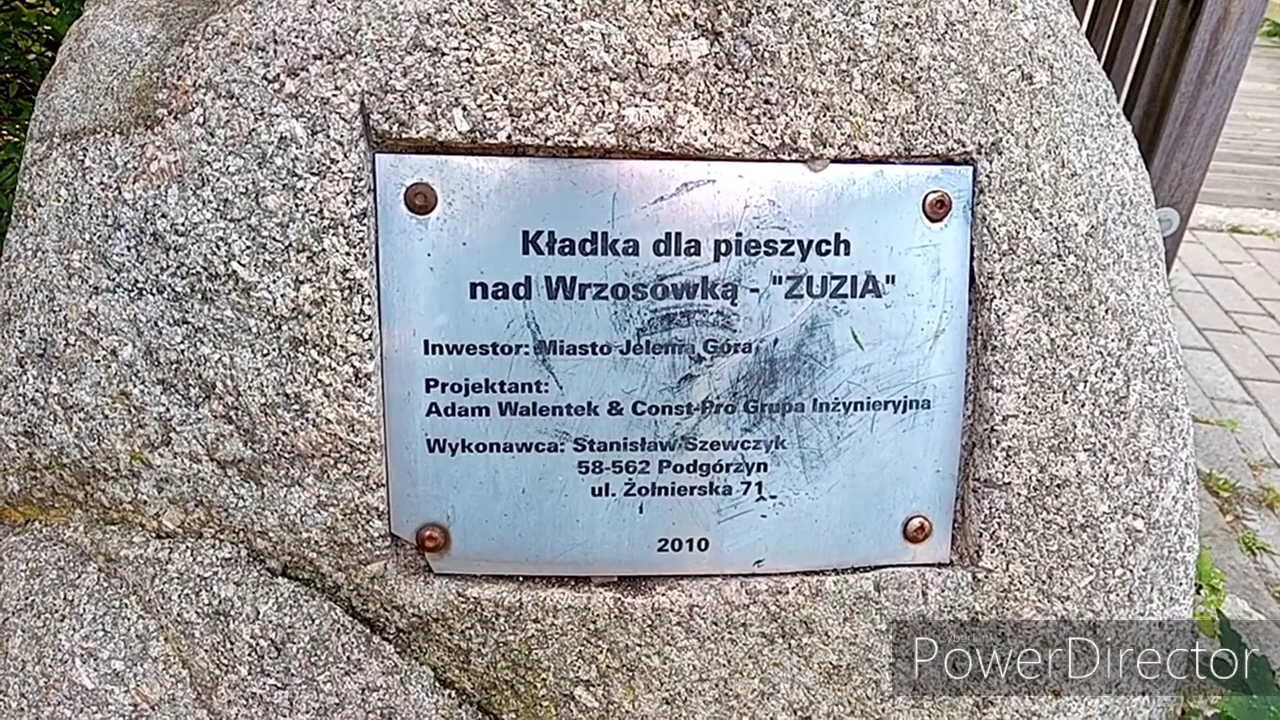 Kładka dla pieszych
nad Wrzosówką - "ZUZIA"
Inwestor: Miasto Jelenia Góra
Projektant:
Adam Walentek & Const-Pro Grupa Inżynieryjna
Wykonawca: Stanisław Szewczyk
58-562 Podgórzyn
ul. Żołnierska 71
2010
CyberLink
PowerDirector